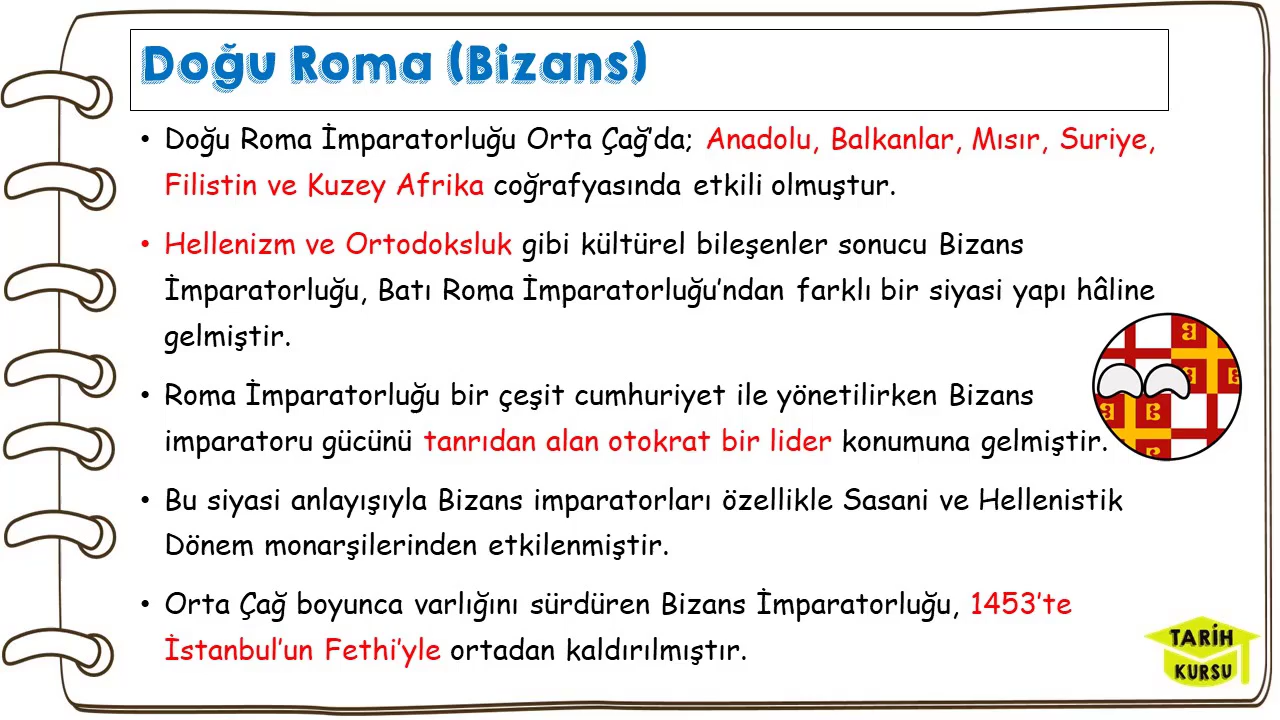 Doğu Roma (Bizans)
• Doğu Roma İmparatorluğu Orta Çağ’da; Anadolu, Balkanlar, Mısır, Suriye,
Filistin ve Kuzey Afrika coğrafyasında etkili olmuştur.
• Hellenizm ve Ortodoksluk gibi kültürel bileşenler sonucu Bizans
İmparatorluğu, Batı Roma İmparatorluğu’ndan farklı bir siyasi yapı hâline
gelmiştir.
• Roma İmparatorluğu bir çeşit cumhuriyet ile yönetilirken Bizans
imparatoru gücünü tanrıdan alan otokrat bir lider konumuna gelmiştir.
• Bu siyasi anlayışıyla Bizans imparatorları özellikle Sasani ve Hellenistik
Dönem monarşilerinden etkilenmiştir.
• Orta Çağ boyunca varlığını sürdüren Bizans İmparatorluğu, 1453’te
İstanbul’un Fethi’yle ortadan kaldırılmıştır.
TARİH
KURSU